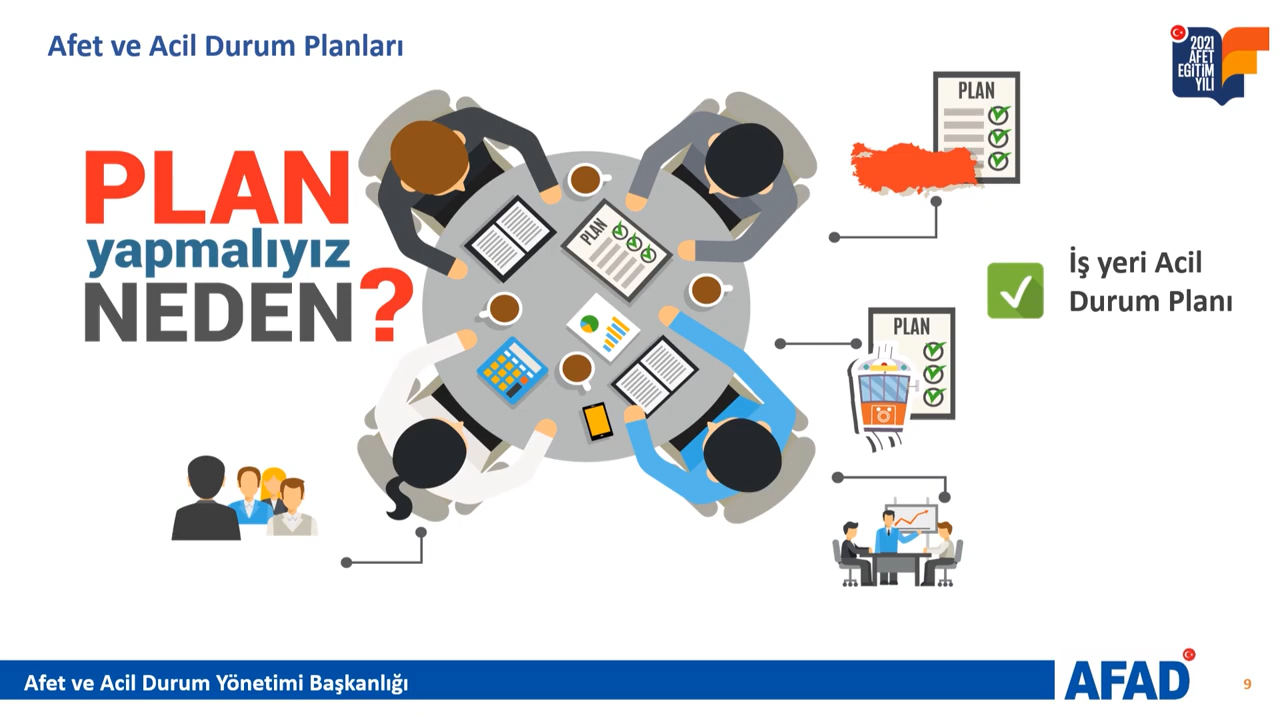 Afet ve Acil Durum Planları
2021
AFET
EĞİTİM
YILI
PLAN
yapmalıyız
NEDEN?
PLAN
PLAN
İş yeri Acil
Durum Planı
PLAN
Afet ve Acil Durum Yönetimi Başkanlığı
AFAD
9